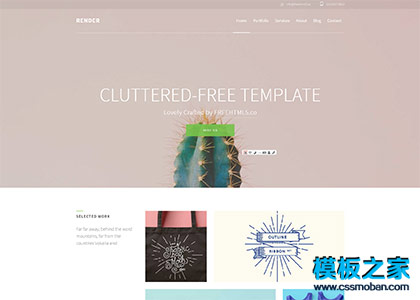 RENDER
Home Portfolio Services About Blog Contact
CLUTTERED-FREE TEMPLATE
Lovely Crafted by FREEHTML5.co
SELECTED WORK
Far far away, behind the word
mountains, far from the
countries Vokalia and
OUTLINE
RIBBON
模板之家
www.cssmoban.com